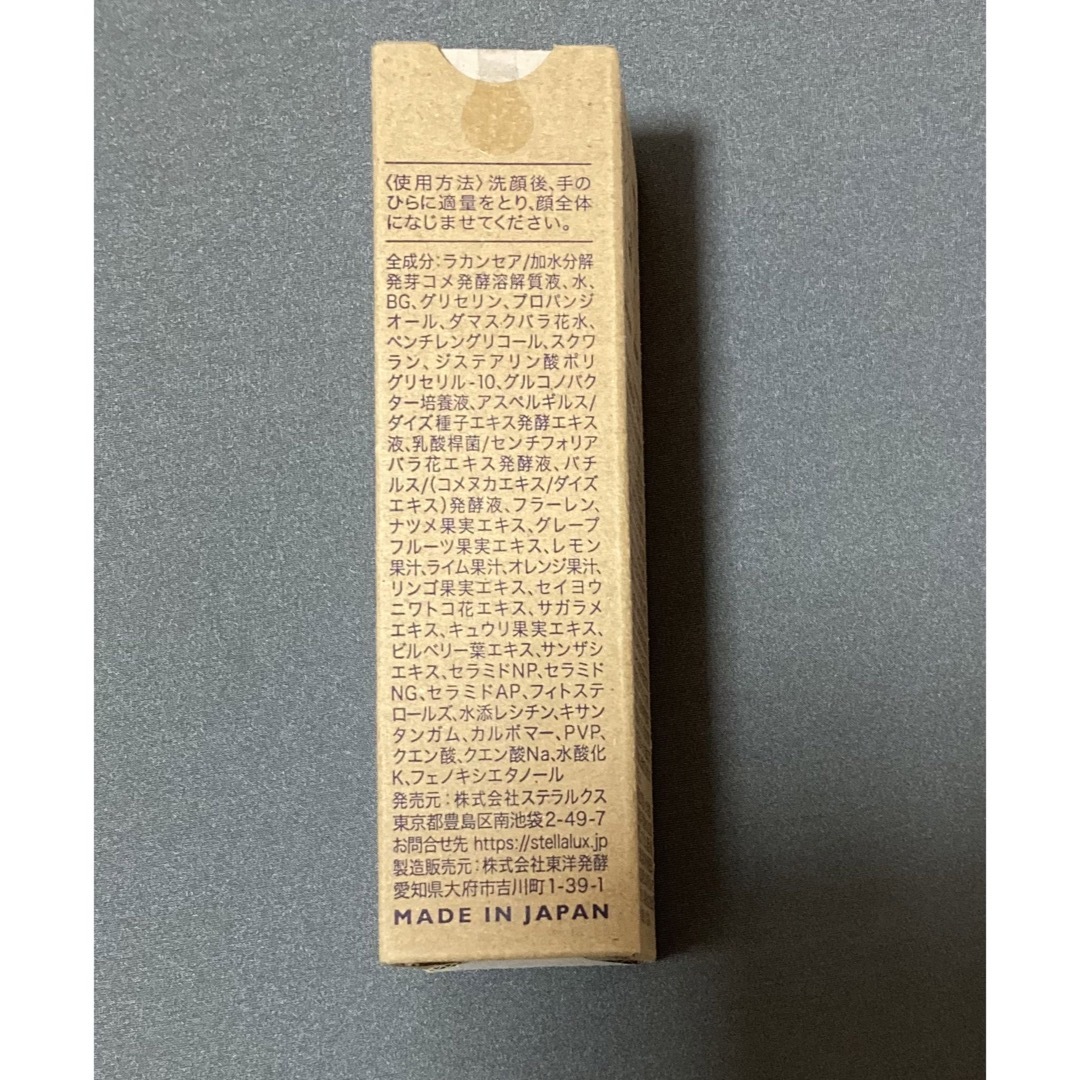 〈使用方法〉洗顔後、手の
ひらに適量をとり、顔全体
になじませてください。
全成分:ラカンセア/加水分解
発芽コメ発酵溶解質液、水、
BG、グリセリン、プロパンジ
オール、ダマスクバラ花水、
ペンチレングリコール、スクワ
ラン、ジステアリン酸ポリ
グリセリル-10、グルコノバク
ター培養液、アスペルギルス/
ダイズ種子エキス発酵エキス
液、乳酸桿菌/センチフォリア
バラ花エキス発酵液、バチ
ルス/(コメヌカエキス/ダイズ
エキス)発酵液、フラーレン、
ナツメ果実エキス、グレープ
フルーツ果実エキス、レモン
果汁、ライム果汁、オレンジ果汁、
リンゴ果実エキス、セイヨウ
ニワトコ花エキス、サガラメ
エキス、キュウリ果実エキス、
ビルベリー葉エキス、サンザシ
エキス、セラミドNP、セラミド
NG、セラミドAP、フィトステ
ロールズ、水添レシチン、キサン
タンガム、カルボマー、PVP、
クエン酸、クエン酸Na、水酸化
K、フェノキシエタノール
発売元:株式会社ステラルクス
東京都豊島区南池袋2-49-7
お問合せ先 https://stellalux.jp
製造販売元:株式会社東洋発酵
愛知県大府市吉川町1-39-1
MADE IN JAPAN